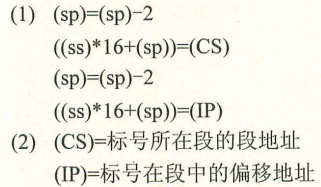 (1) (sp)=(sp)-2
((ss)*16+(sp))=(CS)
(sp)=(sp)-2
((ss)*16+(sp))=(IP)
(2) (CS)=标号所在段的段地址
(IP)=标号在段中的偏移地址